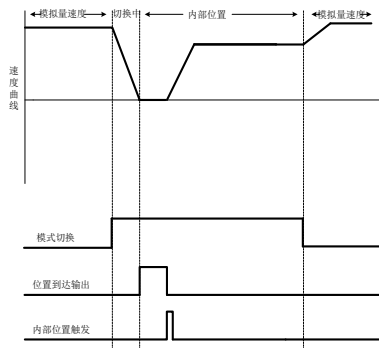 模拟量速度
切换中
内部位置
模拟量速度
速度曲线
模式切换
位置到达输出
内部位置触发